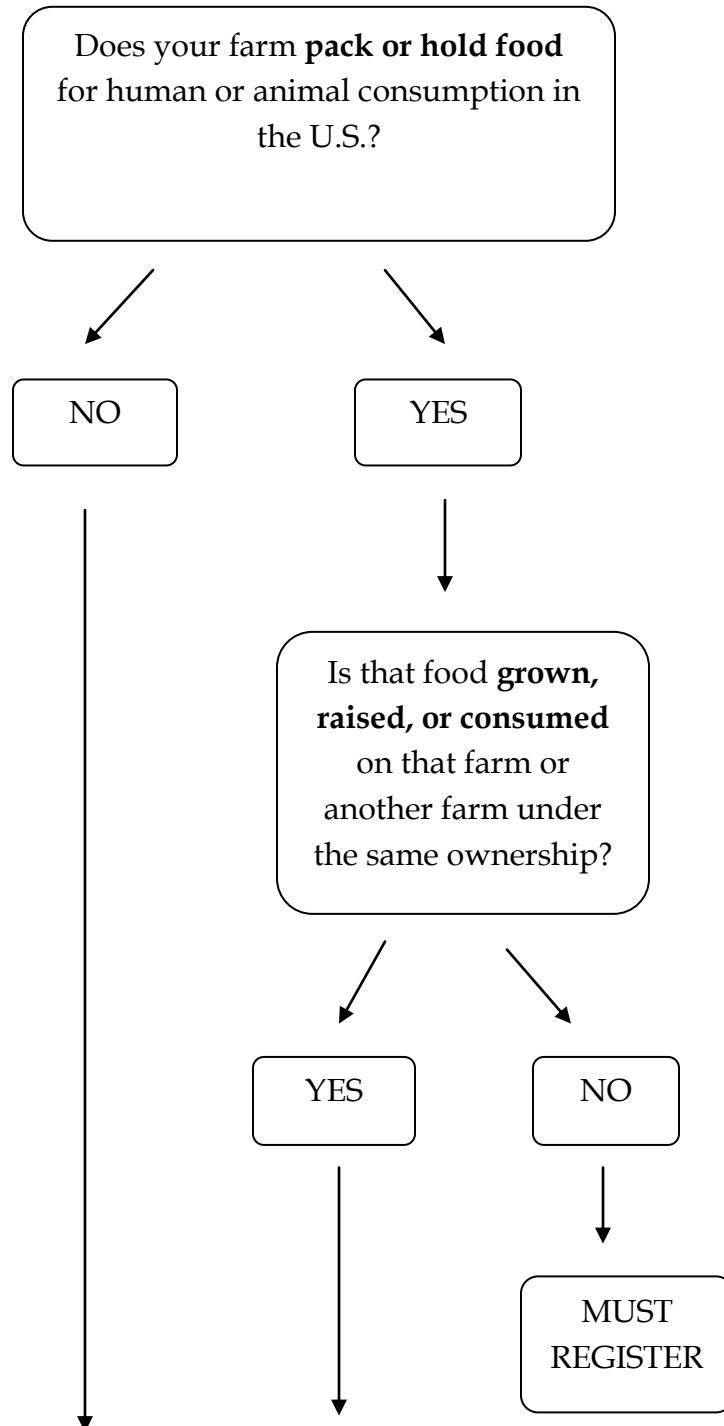 Does your farm pack or hold food
for human or animal consumption in
the U.S.?
NO
YES
Is that food grown,
raised, or consumed
on that farm or
another farm under
the same ownership?
YES
NO
MUST
REGISTER